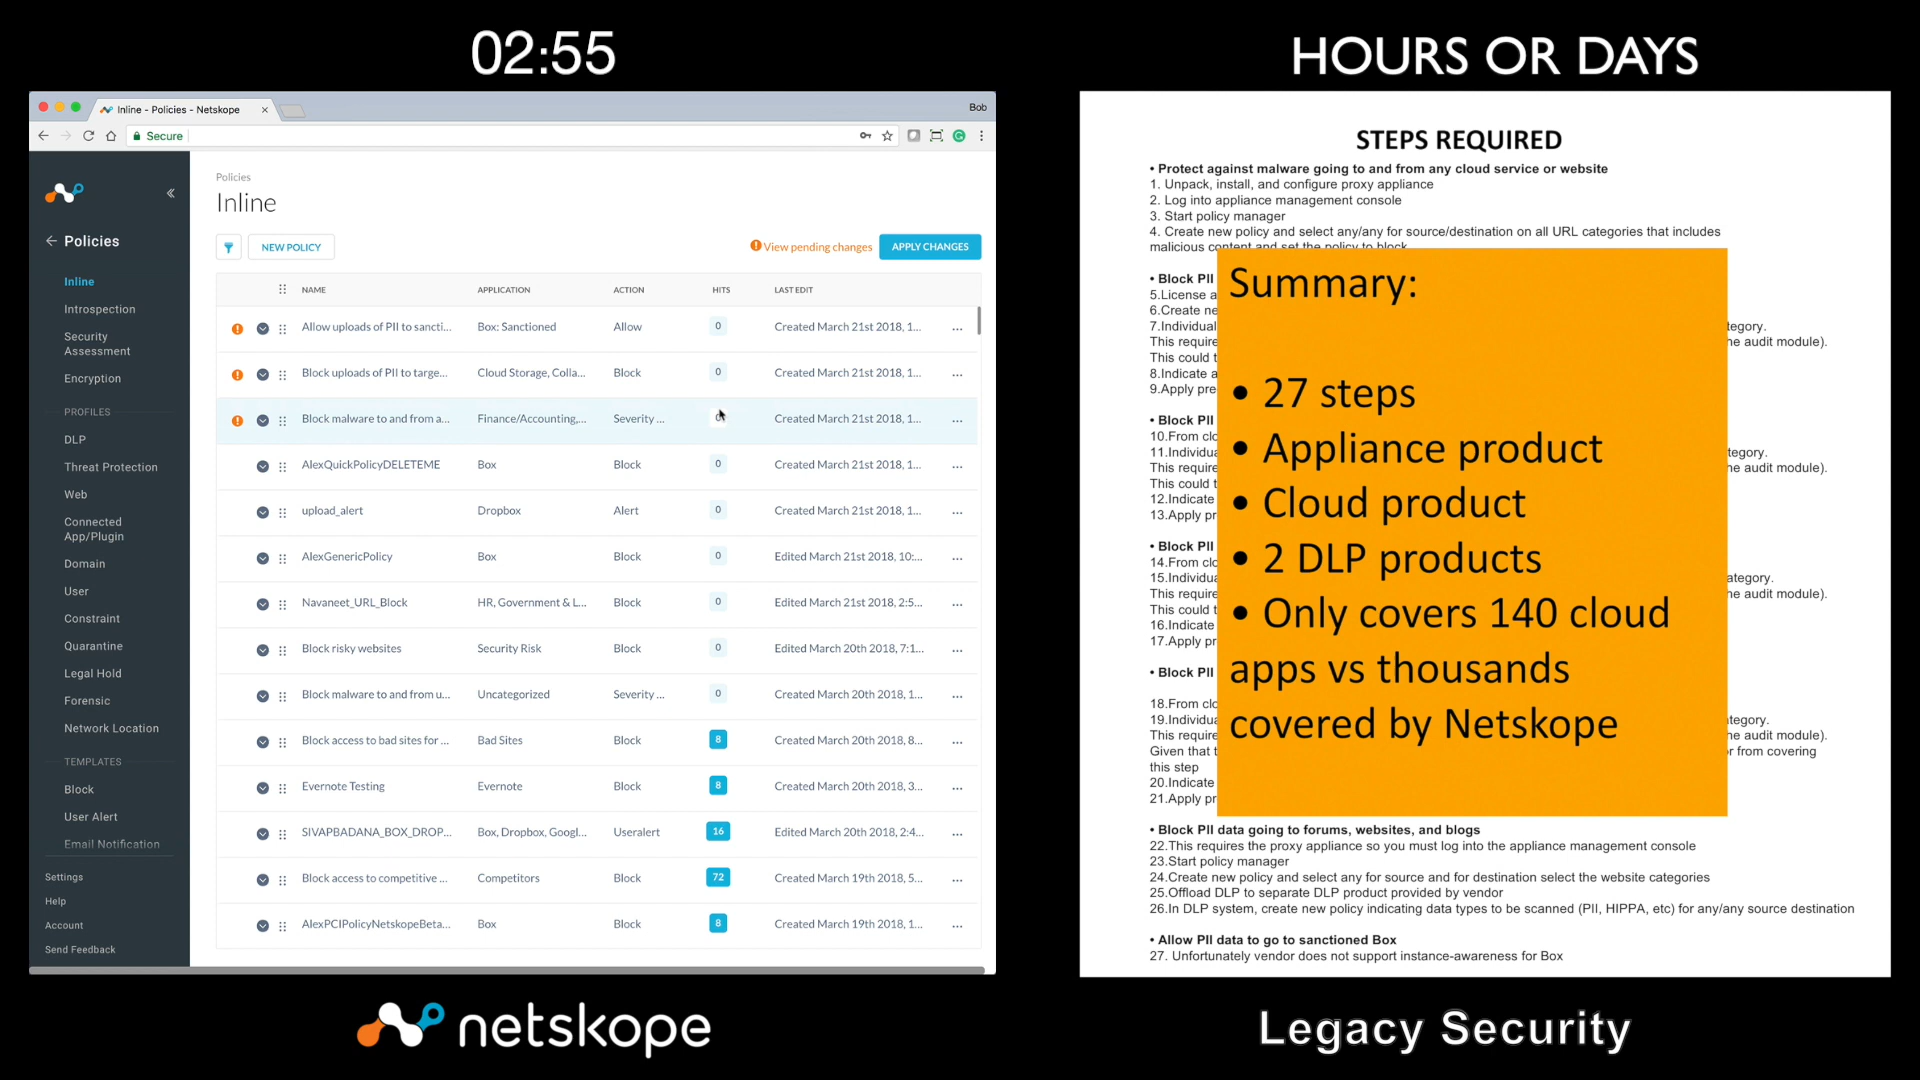 02:55
HOURS OR DAYS
Inline - Policies - Netskope
Bob
Secure
Policies
Inline
Introspection
Security
Assessment
Encryption
PROFILES
DLP
Threat Protection
Web
Connected
App/Plugin
Domain
User
Constraint
Quarantine
Legal Hold
Forensic
Network Location
TEMPLATES
Block
User Alert
Email Notification
Settings
Help
Account
Send Feedback
Policies
Inline
NEW POLICY
View pending changes
APPLY CHANGES
NAME APPLICATION ACTION HITS LAST EDIT
Allow uploads of PII to sancti... Box: Sanctioned Allow 0 Created March 21st 2018, 1...
Block uploads of PII to targe... Cloud Storage, Colla... Block 0 Created March 21st 2018, 1...
Block malware to and from a... Finance/Accounting,... Severity ... 0 Created March 21st 2018, 1...
AlexQuickPolicyDELETEME Box Block 0 Created March 21st 2018, 1...
upload_alert Dropbox Alert 0 Created March 21st 2018, 1...
AlexGenericPolicy Box Block 0 Edited March 21st 2018, 10:...
Navaneet_URL_Block HR, Government & L... Block 0 Edited March 21st 2018, 2:5...
Block risky websites Security Risk Block 0 Edited March 20th 2018, 7:1...
Block malware to and from u... Uncategorized Severity ... 0 Created March 20th 2018, 1...
Block access to bad sites for ... Bad Sites Block 8 Created March 20th 2018, 8...
Evernote Testing Evernote Block 8 Created March 20th 2018, 3...
SIVAPBADANA_BOX_DROP... Box, Dropbox, Googl... Useralert 16 Edited March 20th 2018, 2:4...
Block access to competitive ... Competitors Block 72 Created March 19th 2018, 5...
AlexPCIPolicyNetskopeBeta... Box Block 8 Created March 19th 2018, 1...
netskope
STEPS REQUIRED
• Protect against malware going to and from any cloud service or website
1. Unpack, install, and configure proxy appliance
2. Log into appliance management console
3. Start policy manager
4. Create new policy and select any/any for source/destination on all URL categories that includes
malicious content and set the policy to block
• Block PII
5.License a
6.Create ne
7.Individual tegory.
This require he audit module).
This could t
8.Indicate a
9.Apply pre
• Block PII
10.From clo
11.Individua tegory.
This require he audit module).
This could t
12.Indicate
13.Apply pr
• Block PII
14.From clo
15.Individua ategory.
This require he audit module).
This could t
16.Indicate
17.Apply pr
• Block PII
18.From clo
19.Individua tegory.
This require he audit module).
Given that t r from covering
this step
20.Indicate
21.Apply pr
Summary:
• 27 steps
• Appliance product
• Cloud product
• 2 DLP products
• Only covers 140 cloud
apps vs thousands
covered by Netskope
• Block PII data going to forums, websites, and blogs
22.This requires the proxy appliance so you must log into the appliance management console
23.Start policy manager
24.Create new policy and select any for source and for destination select the website categories
25.Offload DLP to separate DLP product provided by vendor
26.In DLP system, create new policy indicating data types to be scanned (PII, HIPPA, etc) for any/any source destination
• Allow PII data to go to sanctioned Box
27. Unfortunately vendor does not support instance-awareness for Box
Legacy Security